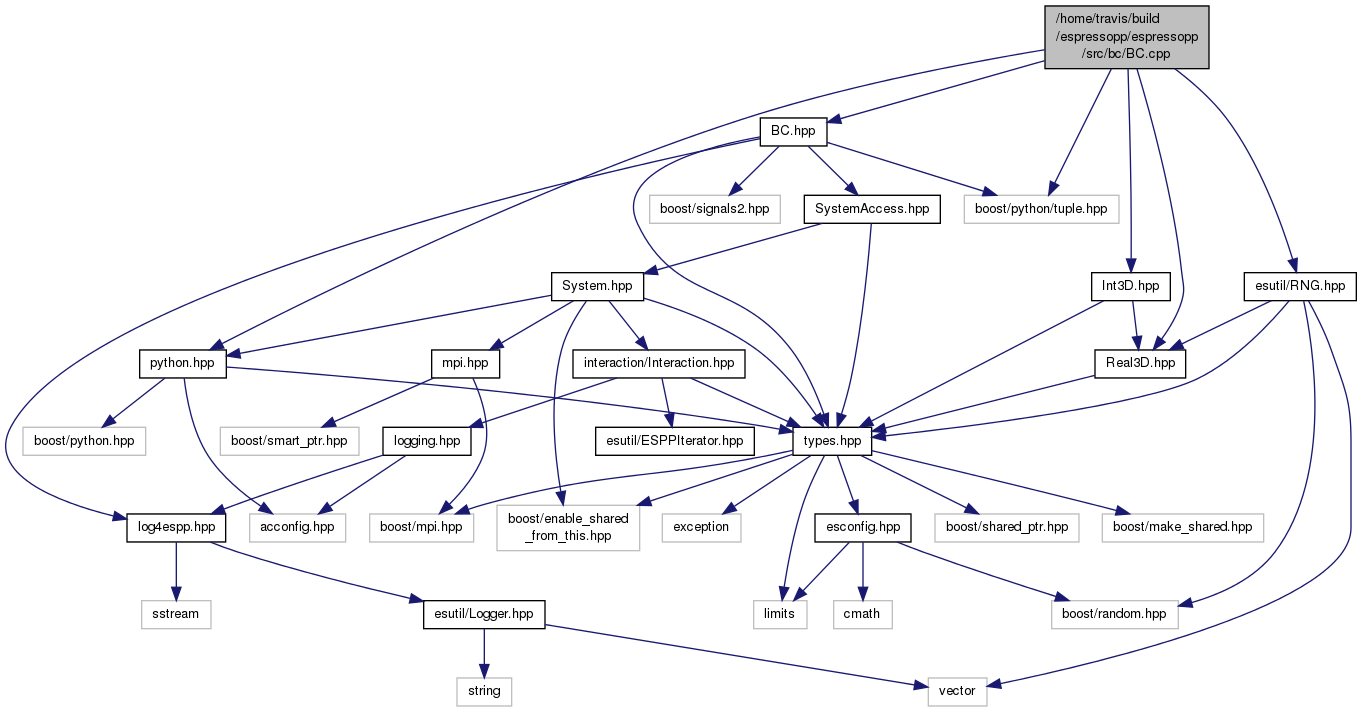 /home/travis/build
/espressopp/espressopp
/src/bc/BC.cpp
BC.hpp
boost/signals2.hpp
SystemAccess.hpp
boost/python/tuple.hpp
System.hpp
Int3D.hpp
esutil/RNG.hpp
python.hpp
mpi.hpp
interaction/Interaction.hpp
Real3D.hpp
boost/python.hpp
boost/smart_ptr.hpp
logging.hpp
esutil/ESPPIterator.hpp
types.hpp
log4espp.hpp
acconfig.hpp
boost/mpi.hpp
boost/enable_shared
_from_this.hpp
exception
esconfig.hpp
boost/shared_ptr.hpp
boost/make_shared.hpp
sstream
esutil/Logger.hpp
limits
cmath
boost/random.hpp
string
vector